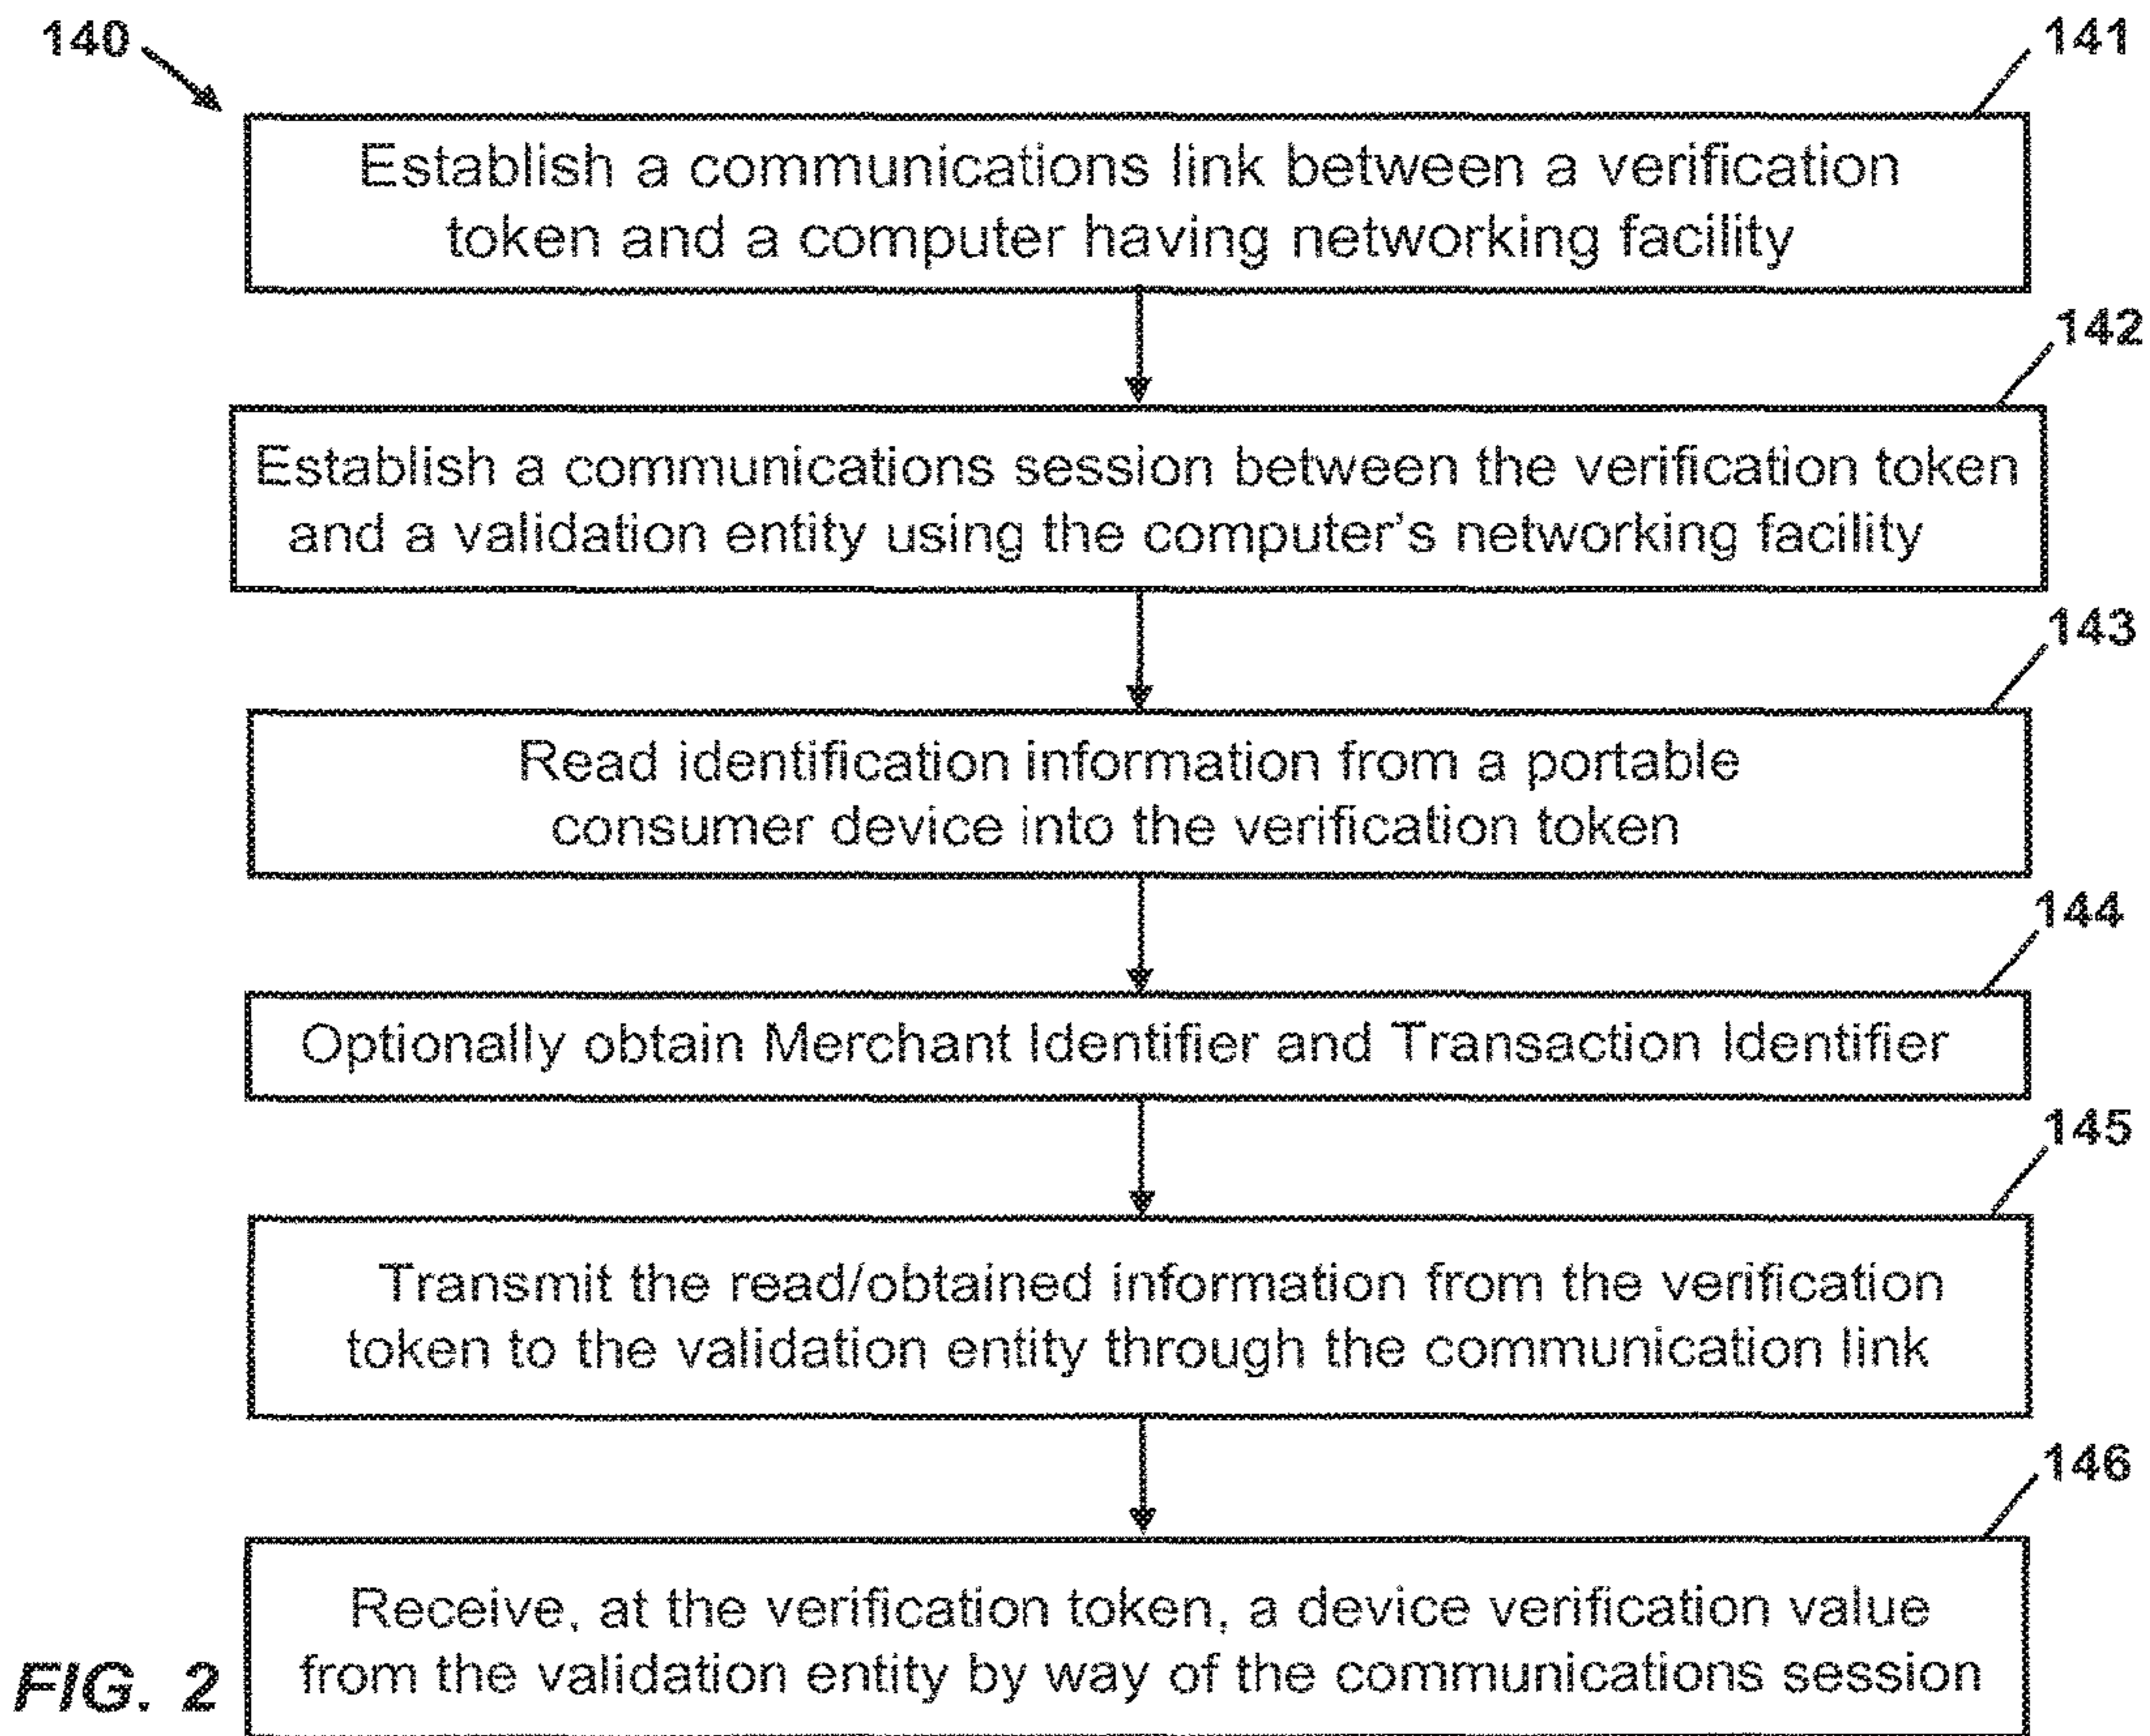 140
141
Establish a communications link between a verification
token and a computer having networking facility
142
Establish a communications session between the verification token
and a validation entity using the computer's networking facility
143
Read identification information from a portable
consumer device into the verification token
144
Optionally obtain Merchant Identifier and Transaction Identifier
145
Transmit the read/obtained information from the verification
token to the validation entity through the communication link
146
Receive, at the verification token, a device verification value
from the validation entity by way of the communications session
FIG. 2